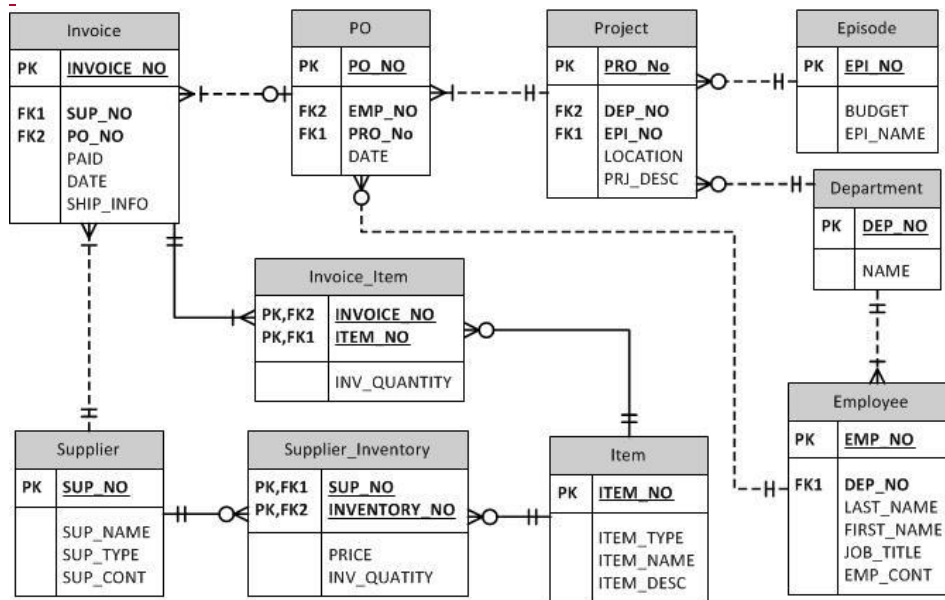 Invoice
PK INVOICE_NO
FK1 SUP_NO
FK2 PO_NO
PAID
DATE
SHIP_INFO
PO
PK PO_NO
FK2 EMP_NO
FK1 PRO_No
DATE
Project
PK PRO_No
FK2 DEP_NO
FK1 EPI_NO
LOCATION
PRJ_DESC
Episode
PK EPI_NO
BUDGET
EPI_NAME
Department
PK DEP_NO
NAME
Invoice_Item
PK,FK2 INVOICE_NO
PK,FK1 ITEM_NO
INV_QUANTITY
Supplier
PK SUP_NO
SUP_NAME
SUP_TYPE
SUP_CONT
Supplier_Inventory
PK,FK1 SUP_NO
PK,FK2 INVENTORY_NO
PRICE
INV_QUATITY
Item
PK ITEM_NO
ITEM_TYPE
ITEM_NAME
ITEM_DESC
Employee
PK EMP_NO
FK1 DEP_NO
LAST_NAME
FIRST_NAME
JOB_TITLE
EMP_CONT